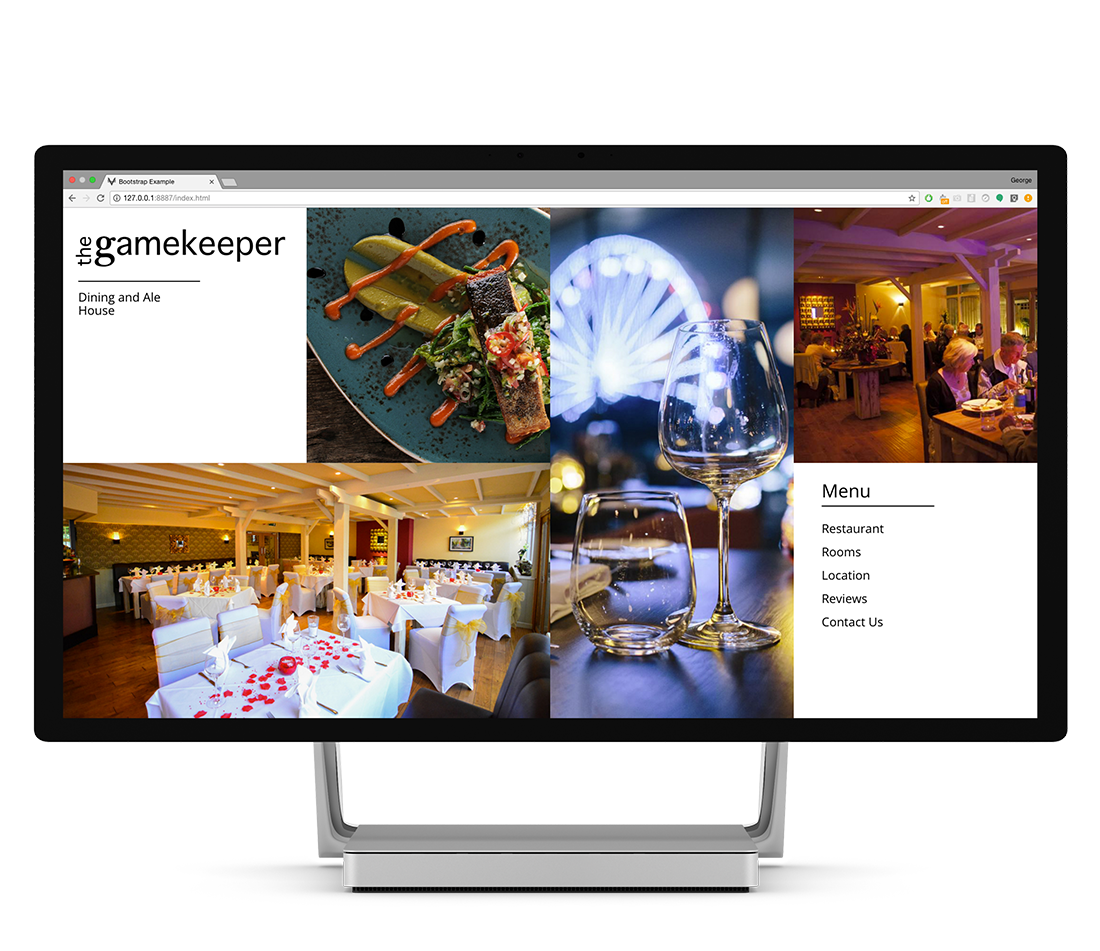 Bootstrap Example
George
127.0.0.1:8887/index.html
the gamekeeper
Dining and Ale
House
Menu
Restaurant
Rooms
Location
Reviews
Contact Us